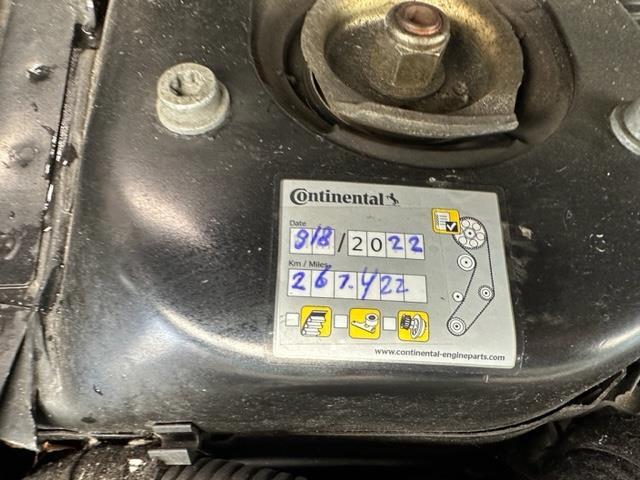 Continental
Date
8/8/2022
Km / Miles
267.422
www.continental-engineparts.com